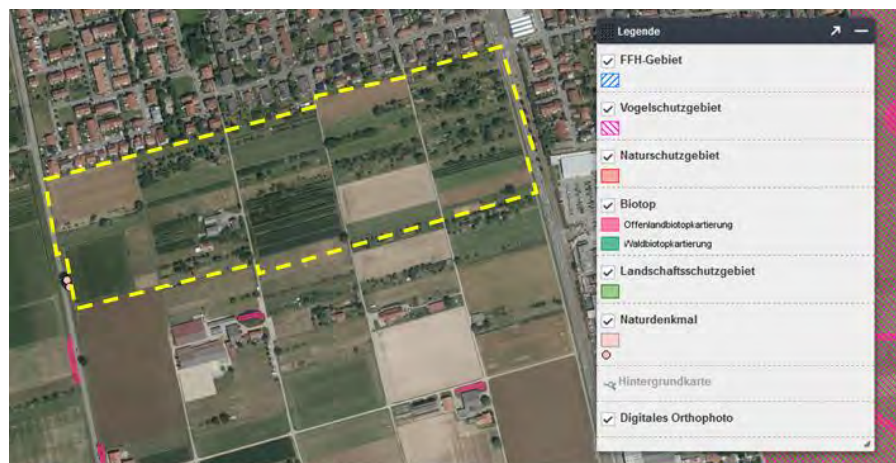 Legende
FFH-Gebiet
Vogelschutzgebiet
Naturschutzgebiet
Biotop
Offenlandbiotopkartierung
Waldbiotopkartierung
Landschaftsschutzgebiet
Naturdenkmal
Hintergrundkarte
Digitales Orthophoto